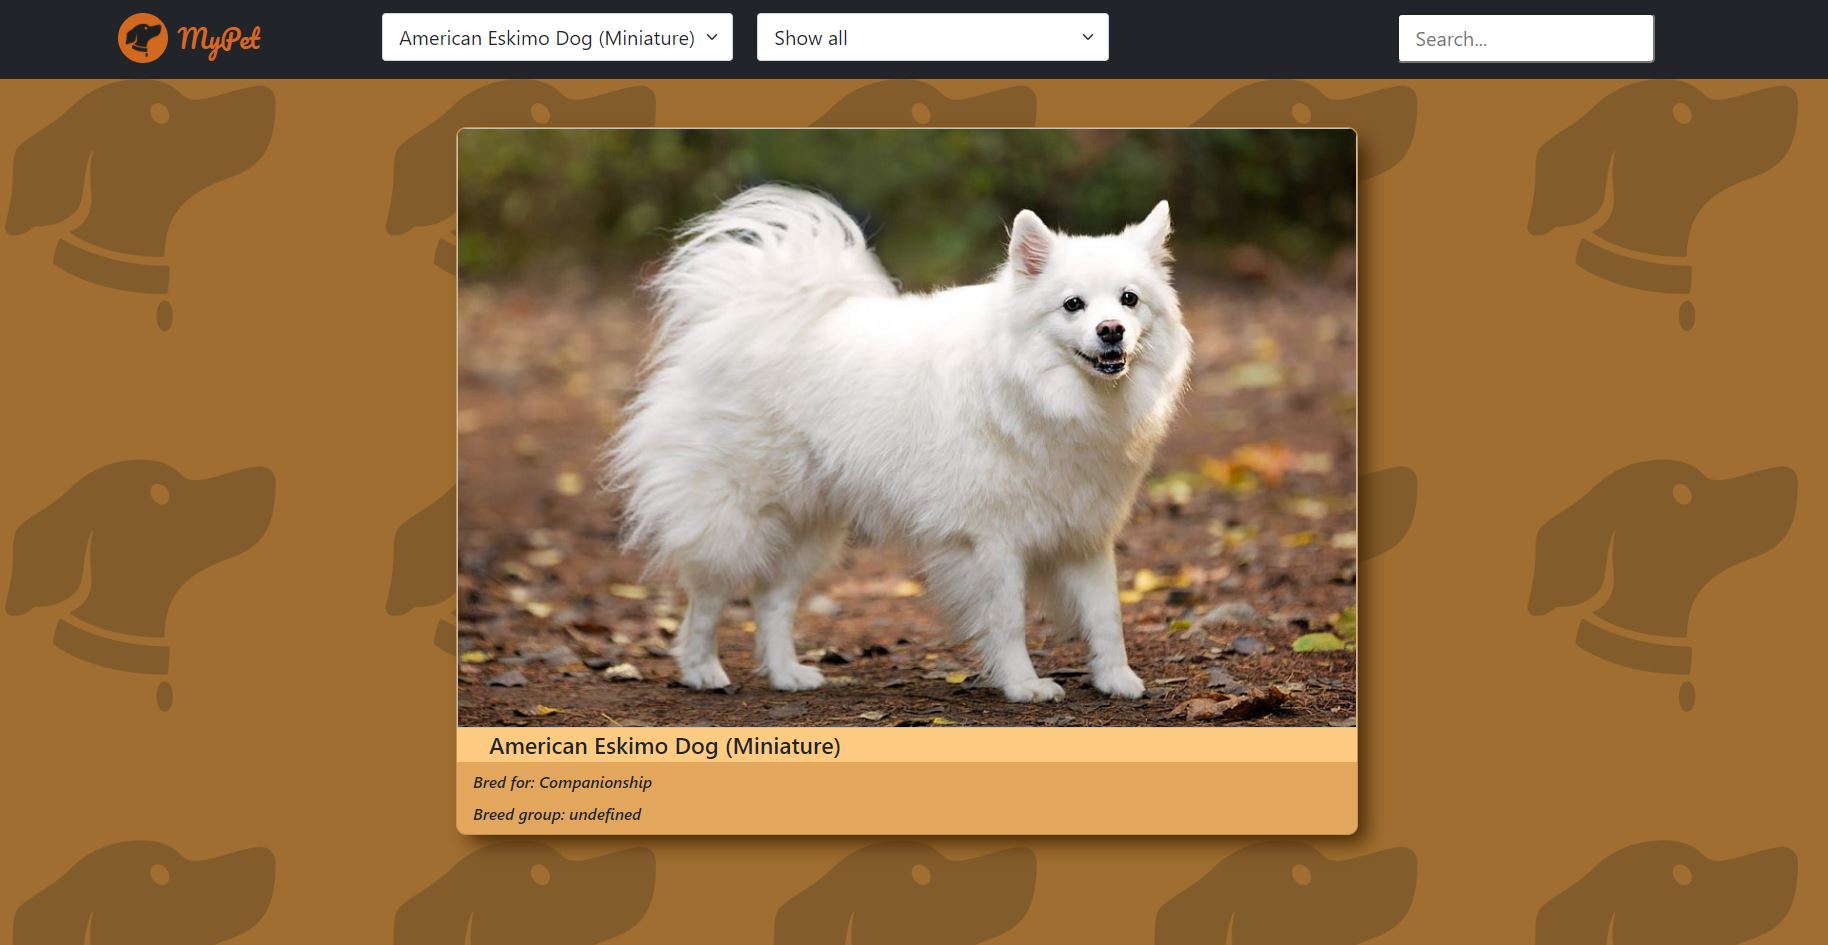 MyPet
American Eskimo Dog (Miniature)
Show all
Search...
American Eskimo Dog (Miniature)
Bred for: Companionship
Breed group: undefined